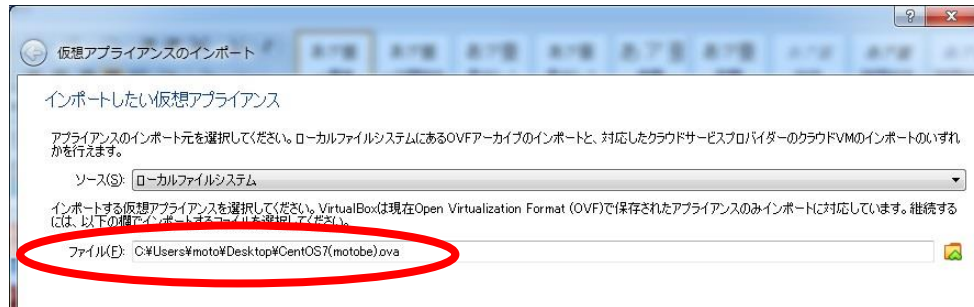 仮想アプライアンスのインポート
インポートしたい仮想アプライアンス
アプライアンスのインポート元を選択してください。ローカルファイルシステムにあるOVFアーカイブのインポートと、対応したクラウドサービスプロバイダーのクラウドVMのインポートのいずれ
かを行えます。
ソース(S): ローカルファイルシステム
インポートする仮想アプライアンスを選択してください。VirtualBoxは現在Open Virtualization Format (OVF)で保存されたアプライアンスのみインポートに対応しています。継続する
には、以下の欄でインポートするファイルを選択してください。
ファイル(F): C:¥Users¥moto¥Desktop¥CentOS7(motobe).ova